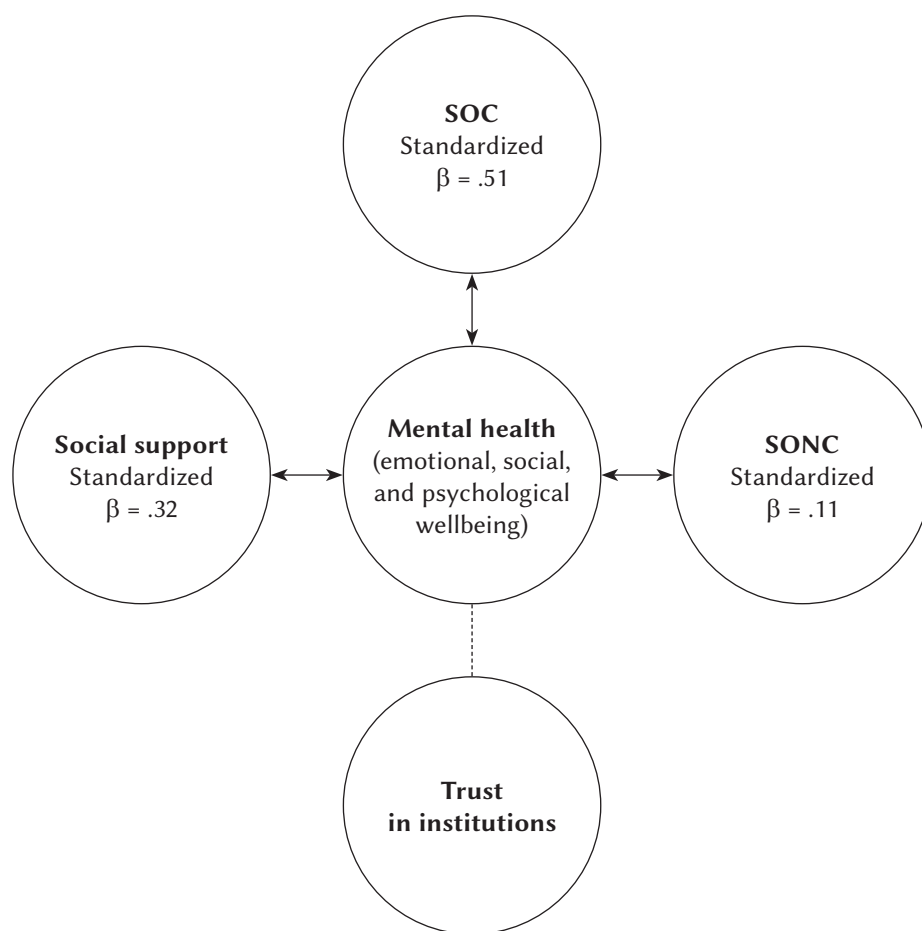 SOC
Standardized
β = .51
Social support
Standardized
β = .32
Mental health
(emotional, social,
and psychological
wellbeing)
SONC
Standardized
β = .11
Trust
in institutions